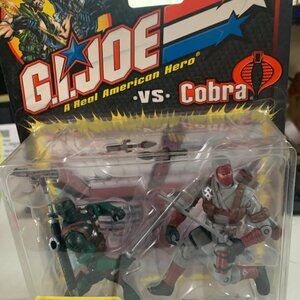 G.I.JOE
A Real American Hero®
·VS· Cobra